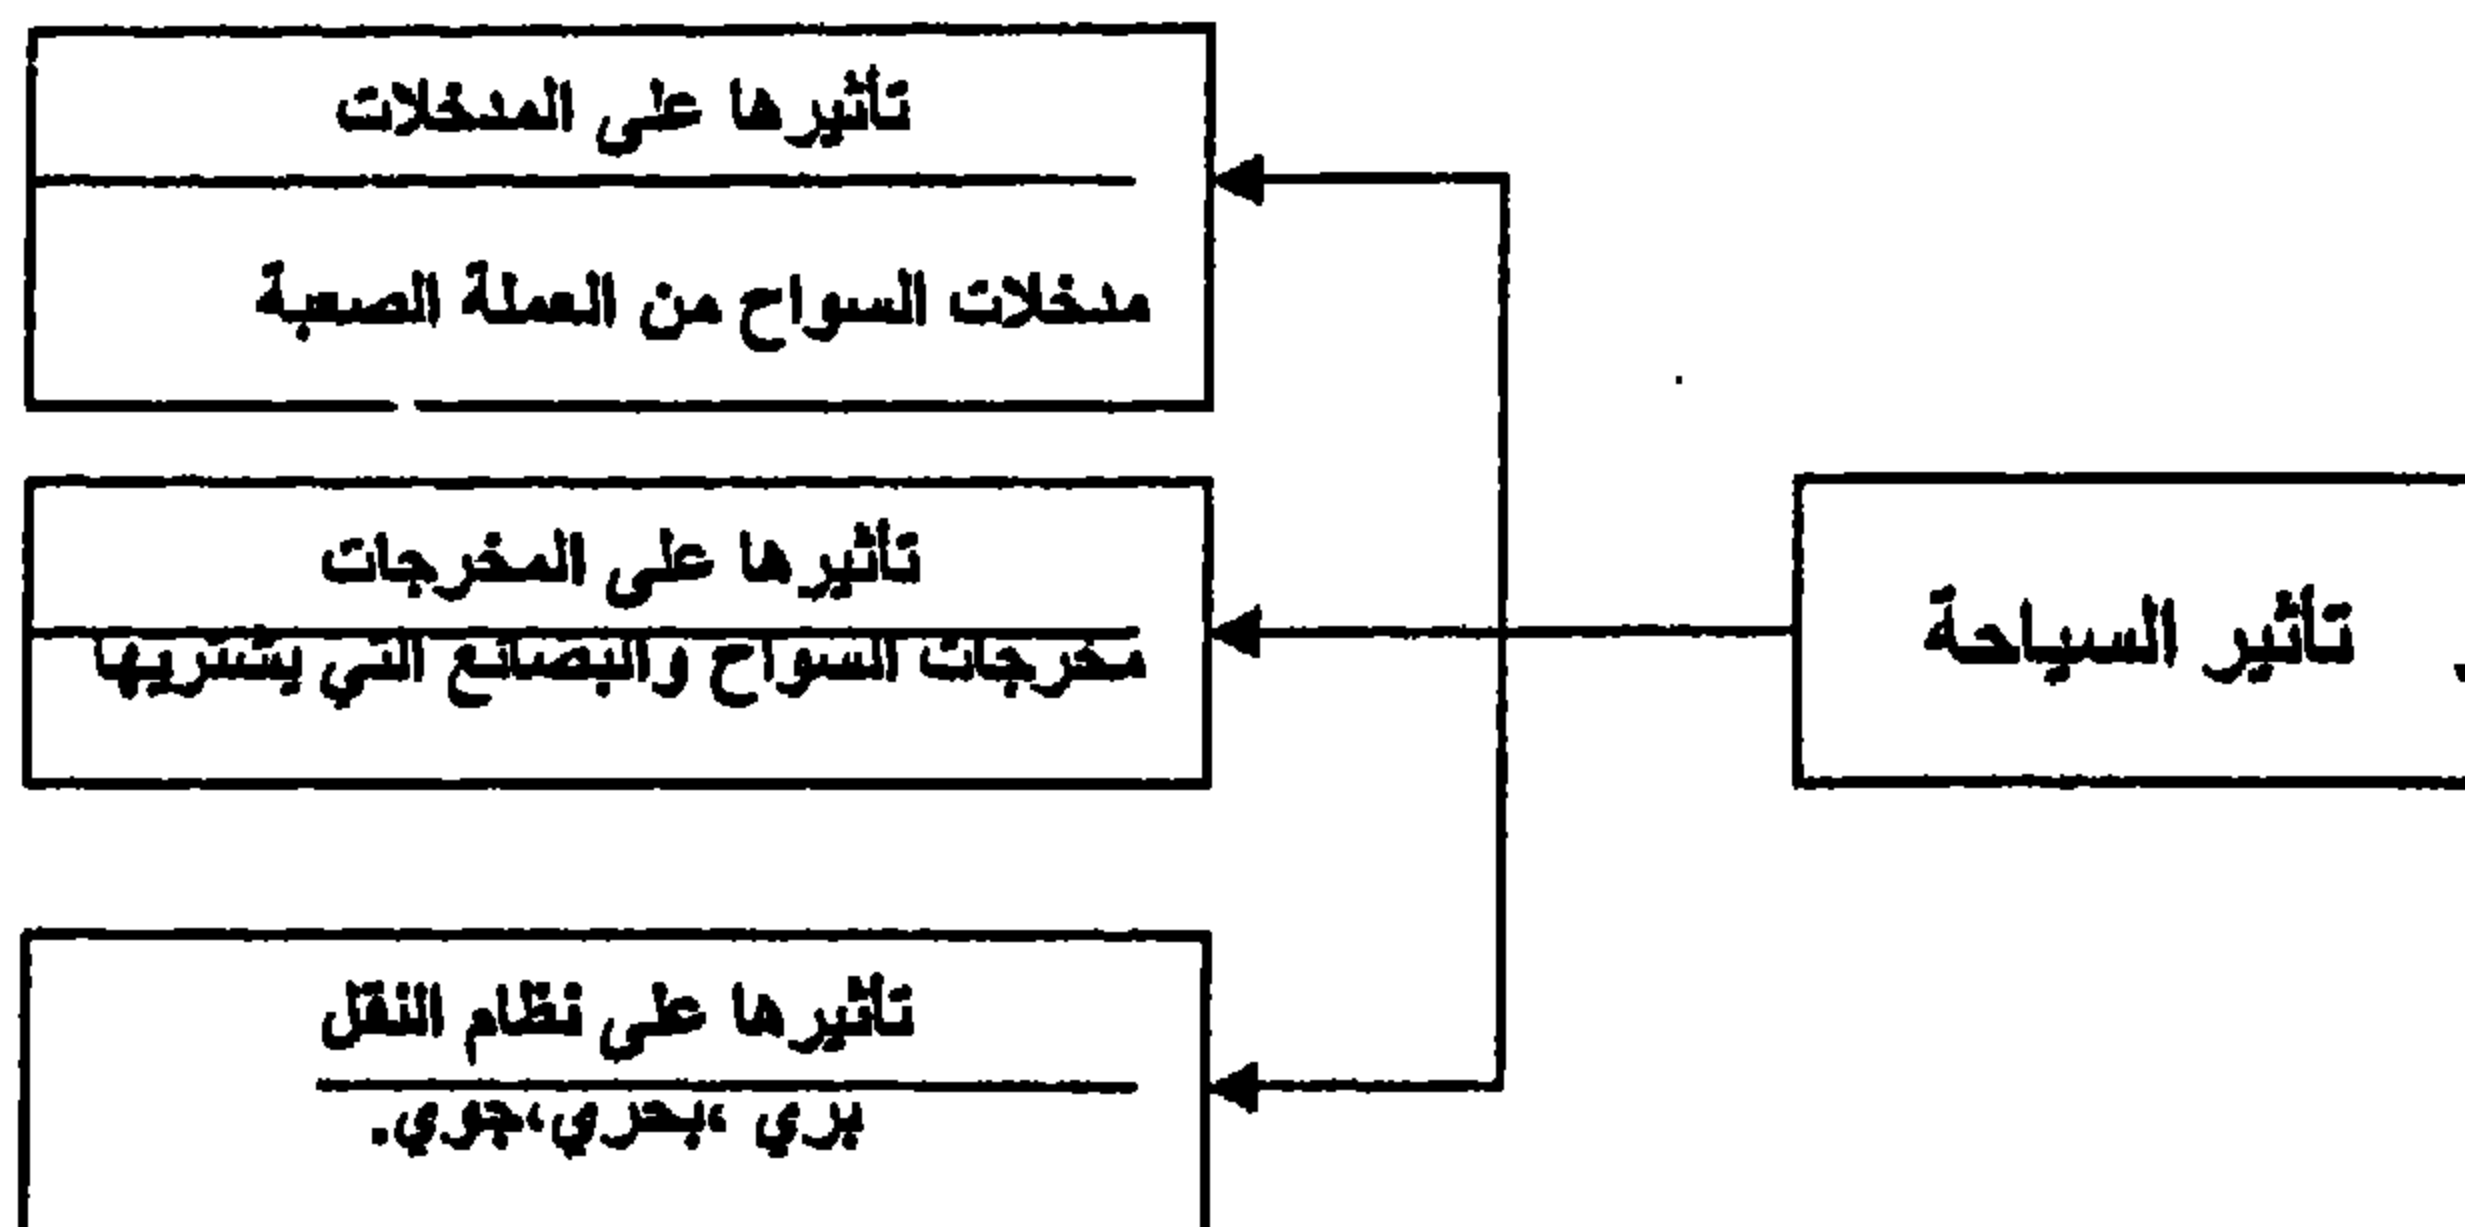 تأثير السياحة
تأثيرها على المدخلات
مدخلات السواح من العملة الصعبة
تأثيرها على المخرجات
مخرجات السواح والبضائع التي يشتريها
تأثيرها على نظام النقل
بري ،بحري،جوي.